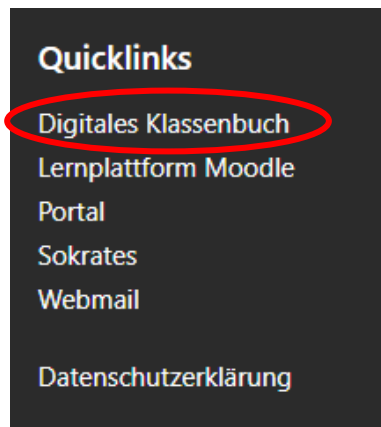 Quicklinks
Digitales Klassenbuch
Lernplattform Moodle
Portal
Sokrates
Webmail
Datenschutzerklärung